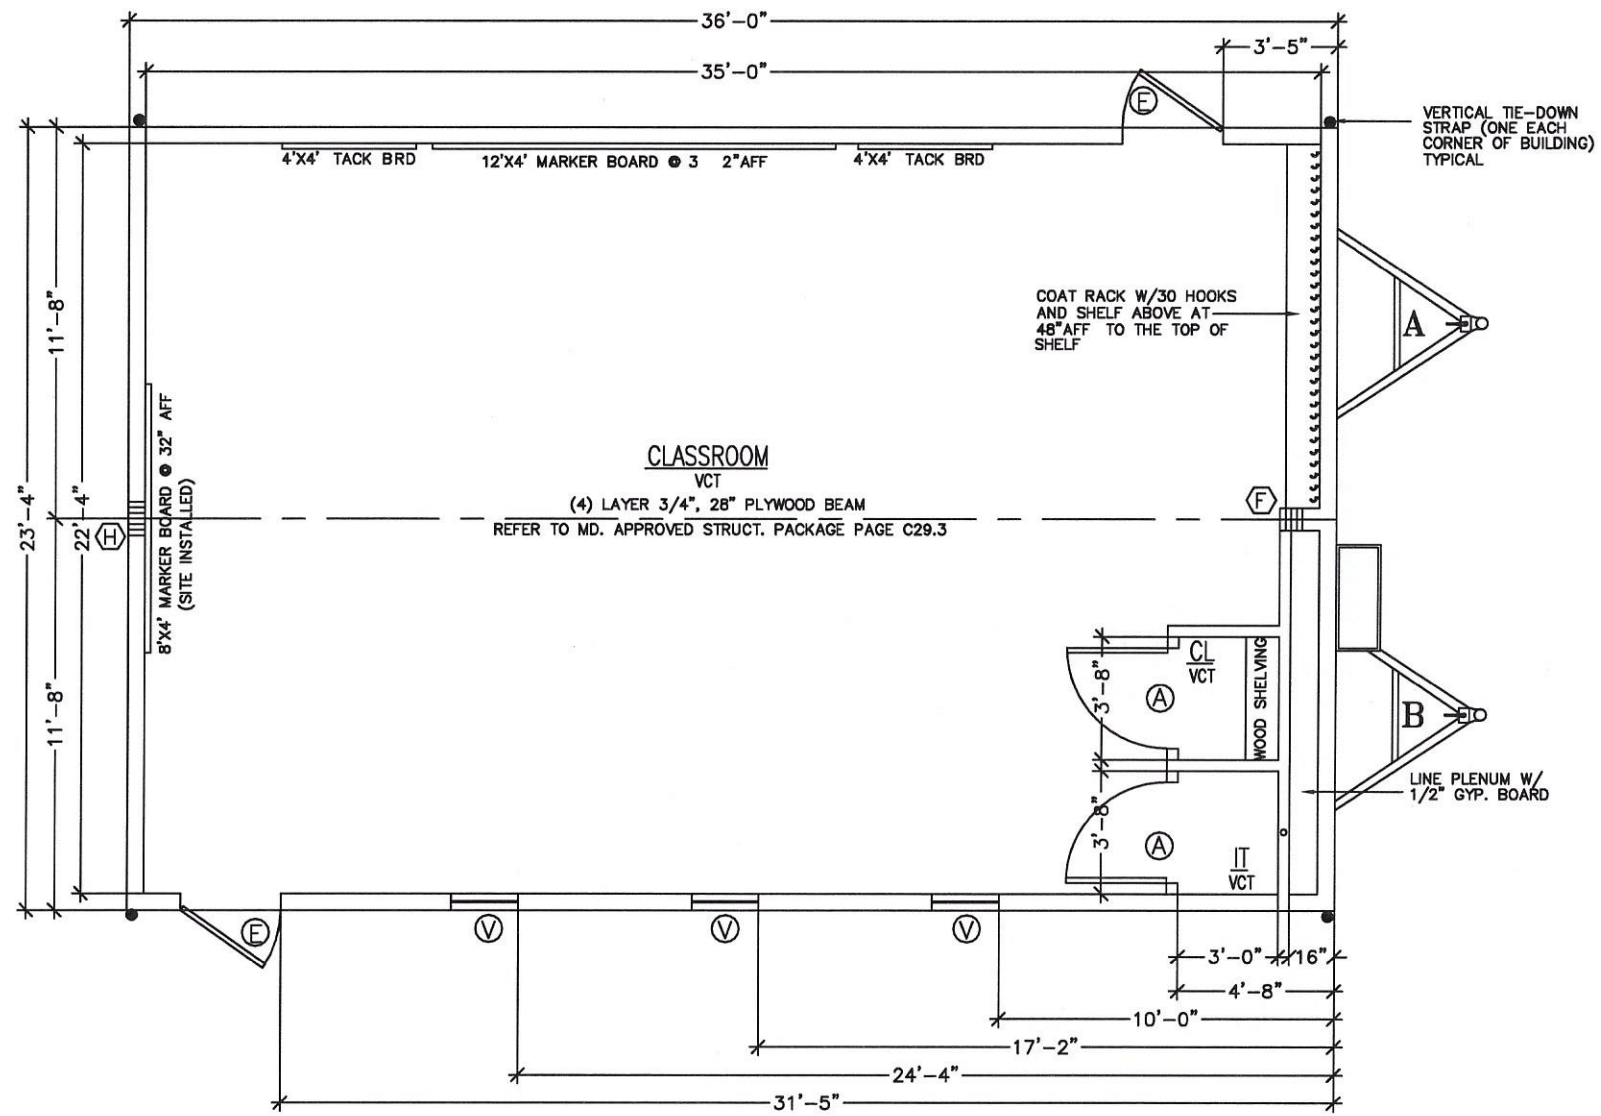 36'-0"
3'-5"
35'-0"
E
VERTICAL TIE-DOWN
STRAP (ONE EACH
CORNER OF BUILDING)
TYPICAL
4'X4' TACK BRD
12'X4' MARKER BOARD @ 3 2"AFF
4'X4' TACK BRD
COAT RACK W/30 HOOKS
AND SHELF ABOVE AT
48"AFF TO THE TOP OF
SHELF
A
11'-8"
23'-4"
22'-4"
8'X4' MARKER BOARD @ 32" AFF
(SITE INSTALLED)
H
CLASSROOM
VCT
(4) LAYER 3/4", 28" PLYWOOD BEAM
REFER TO MD. APPROVED STRUCT. PACKAGE PAGE C29.3
F
11'-8"
3'-8"
CL
VCT
A
WOOD SHELVING
B
LINE PLENUM W/
1/2" GYP. BOARD
3'-8"
A
IT
VCT
E
V
V
V
3'-0"
16"
4'-8"
10'-0"
17'-2"
24'-4"
31'-5"